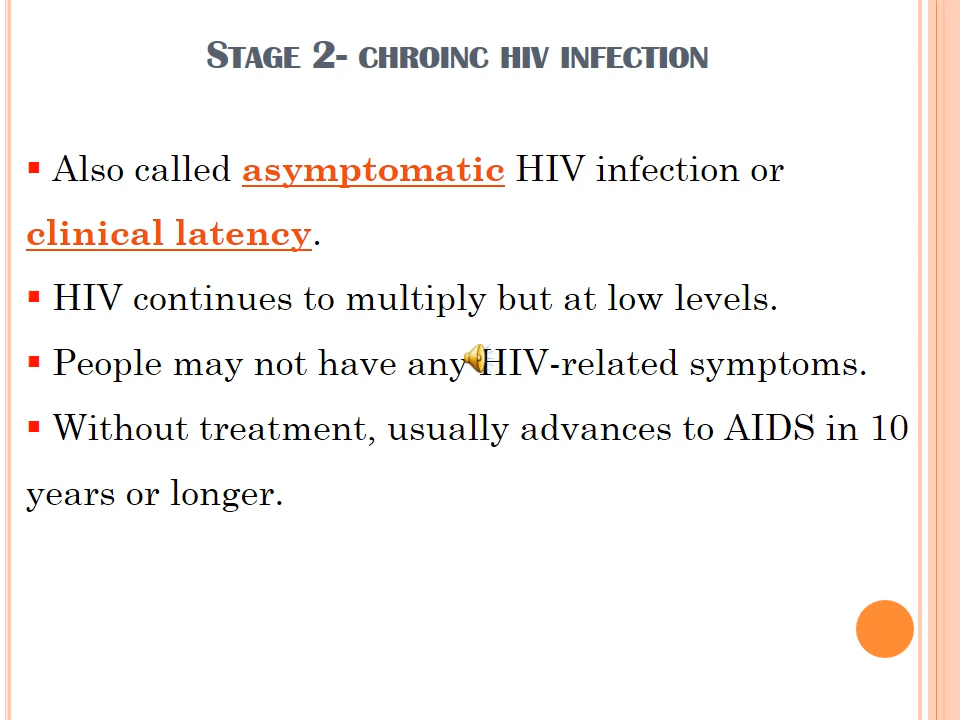 STAGE 2- CHROINC HIV INFECTION
▪ Also called asymptomatic HIV infection or
clinical latency.
▪ HIV continues to multiply but at low levels.
▪ People may not have any HIV-related symptoms.
▪ Without treatment, usually advances to AIDS in 10
years or longer.